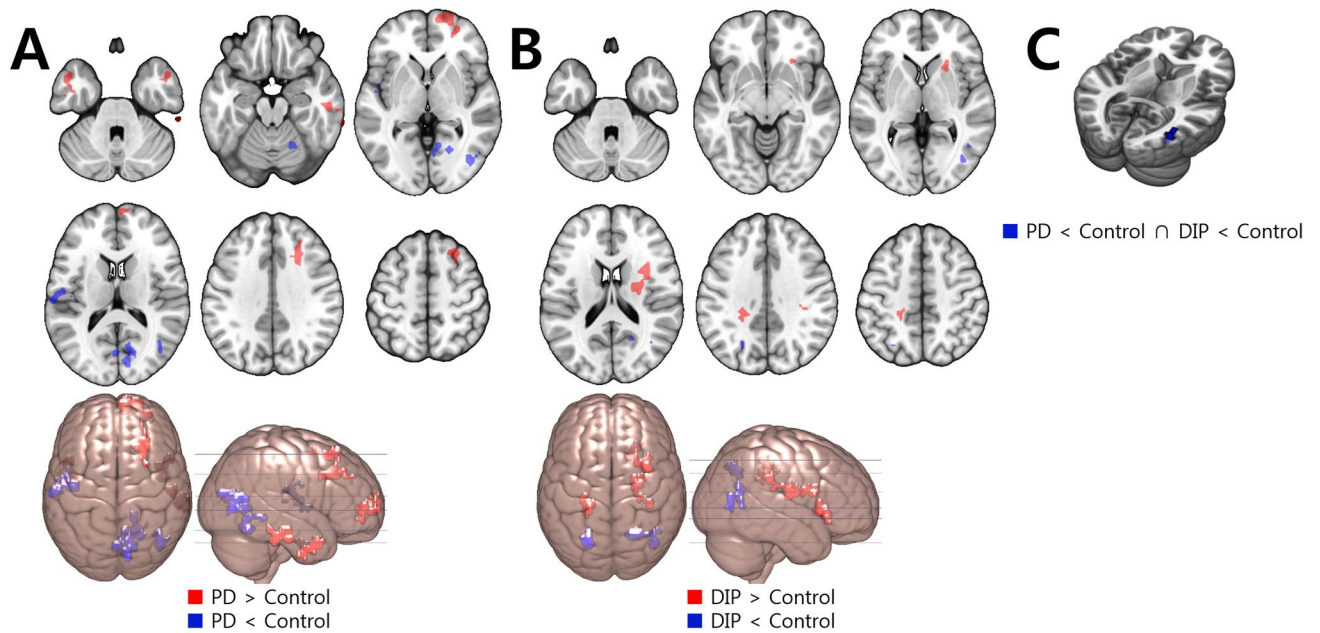 A
B
C
PD < Control ∩ DIP < Control
PD > Control
PD < Control
DIP > Control
DIP < Control